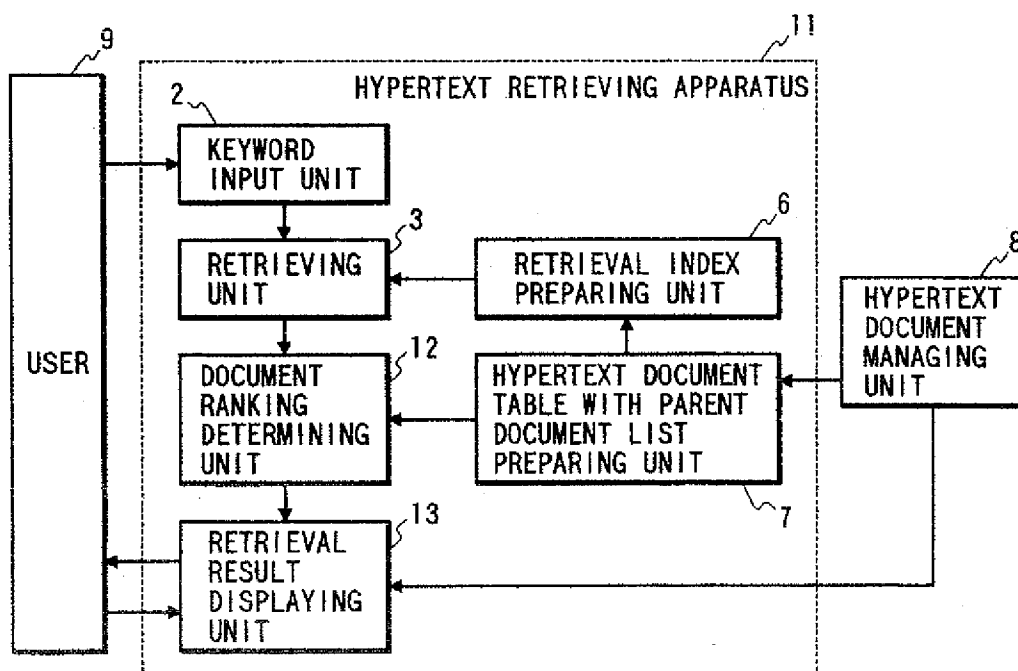 9
11
HYPERTEXT RETRIEVING APPARATUS
2
KEYWORD
INPUT UNIT
3
RETRIEVING
UNIT
6
RETRIEVAL INDEX
PREPARING UNIT
8
HYPERTEXT
DOCUMENT
MANAGING
UNIT
USER
12
DOCUMENT
RANKING
DETERMINING
UNIT
HYPERTEXT DOCUMENT
TABLE WITH PARENT
DOCUMENT LIST
PREPARING UNIT
7
13
RETRIEVAL
RESULT
DISPLAYING
UNIT